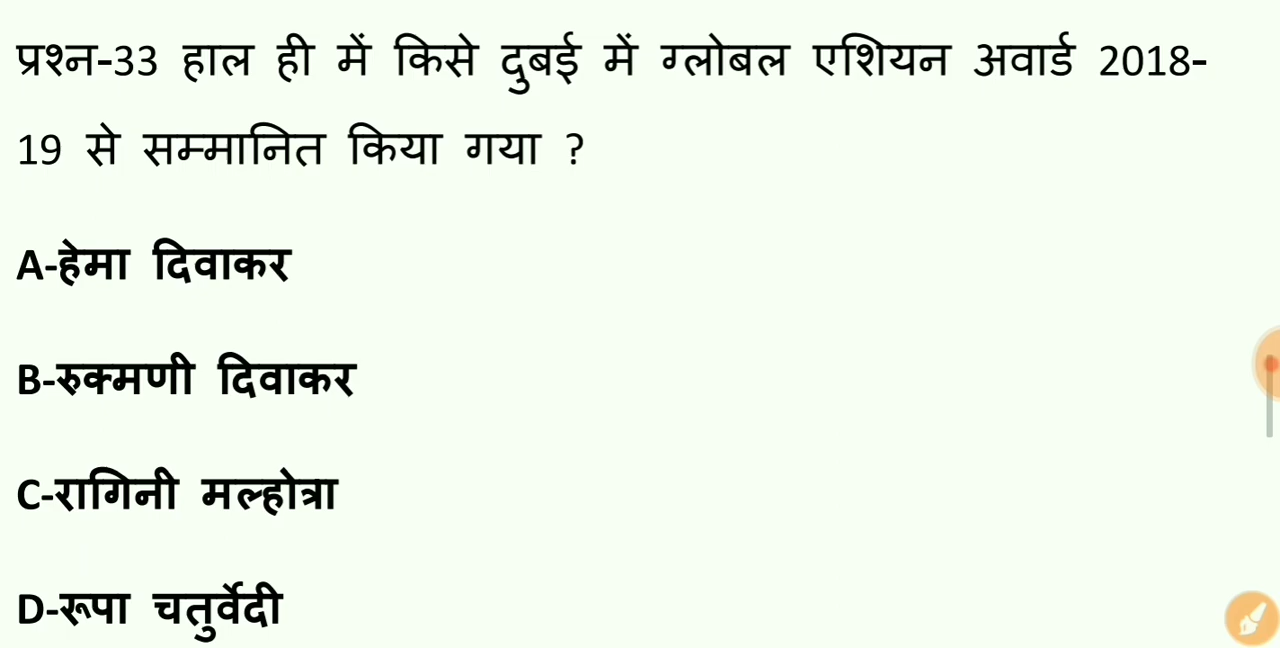 प्रश्न-33 हाल ही में किसे दुबई में ग्लोबल एशियन अवार्ड 2018-
19 से सम्मानित किया गया ?
A-हेमा दिवाकर
B-रुक्मणी दिवाकर
C-रागिनी मल्होत्रा
D-रूपा चतुर्वेदी